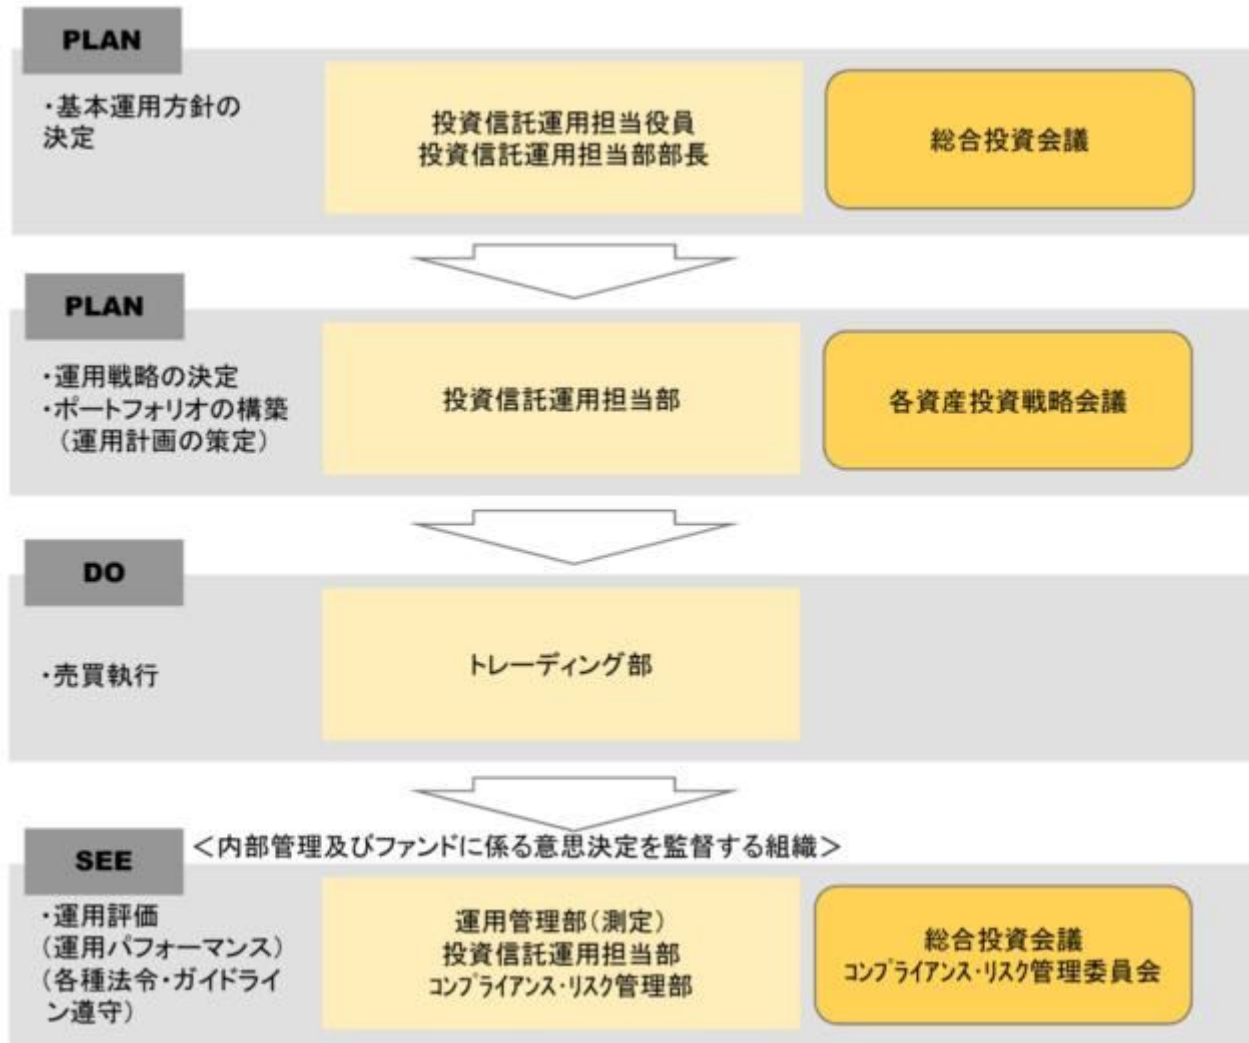 PLAN
・基本運用方針の
決定
投資信託運用担当役員
投資信託運用担当部部長
総合投資会議
PLAN
・運用戦略の決定
・ポートフォリオの構築
（運用計画の策定）
投資信託運用担当部
各資産投資戦略会議
DO
・売買執行
トレーディング部
SEE
＜内部管理及びファンドに係る意思決定を監督する組織＞
・運用評価
（運用パフォーマンス）
（各種法令・ガイドライ
ン遵守）
運用管理部（測定）
投資信託運用担当部
ｺﾝﾌﾟﾗｲｱﾝｽ・ﾘｽｸ管理部
総合投資会議
ｺﾝﾌﾟﾗｲｱﾝｽ・ﾘｽｸ管理委員会